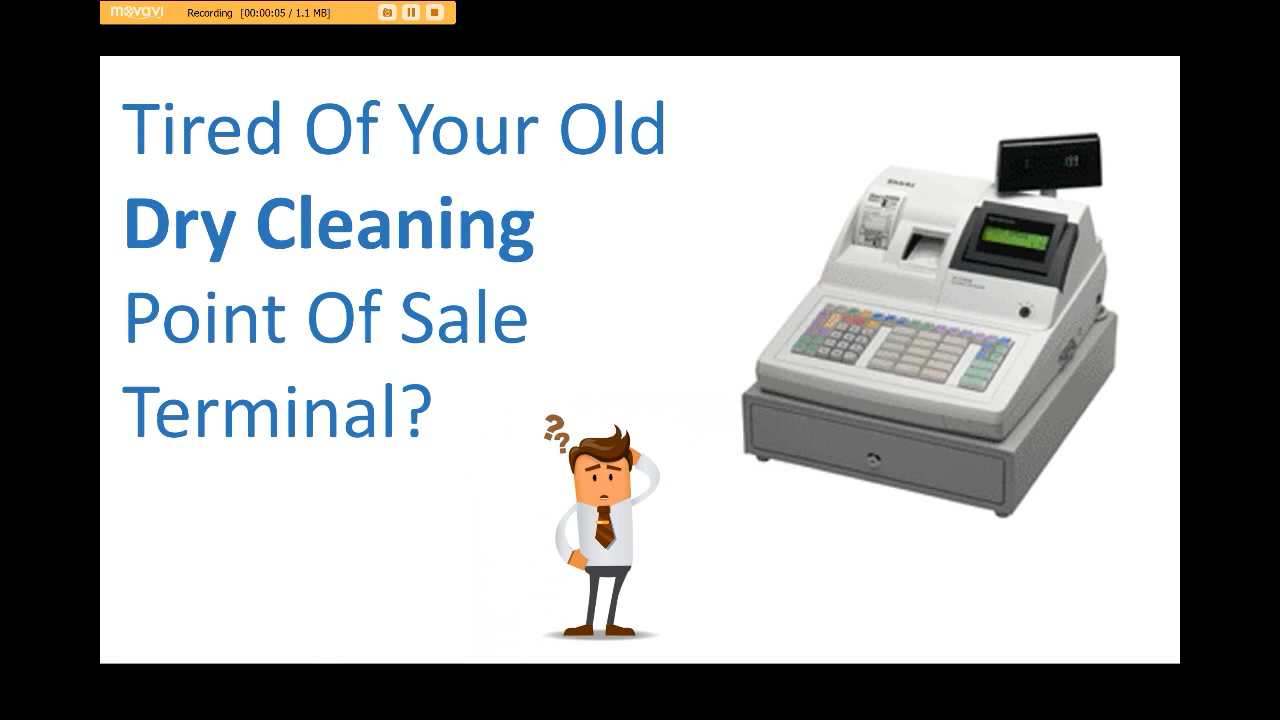 movavi Recording [00:00:05 / 1.1 MB]
Tired Of Your Old
Dry Cleaning
Point Of Sale
Terminal?
??